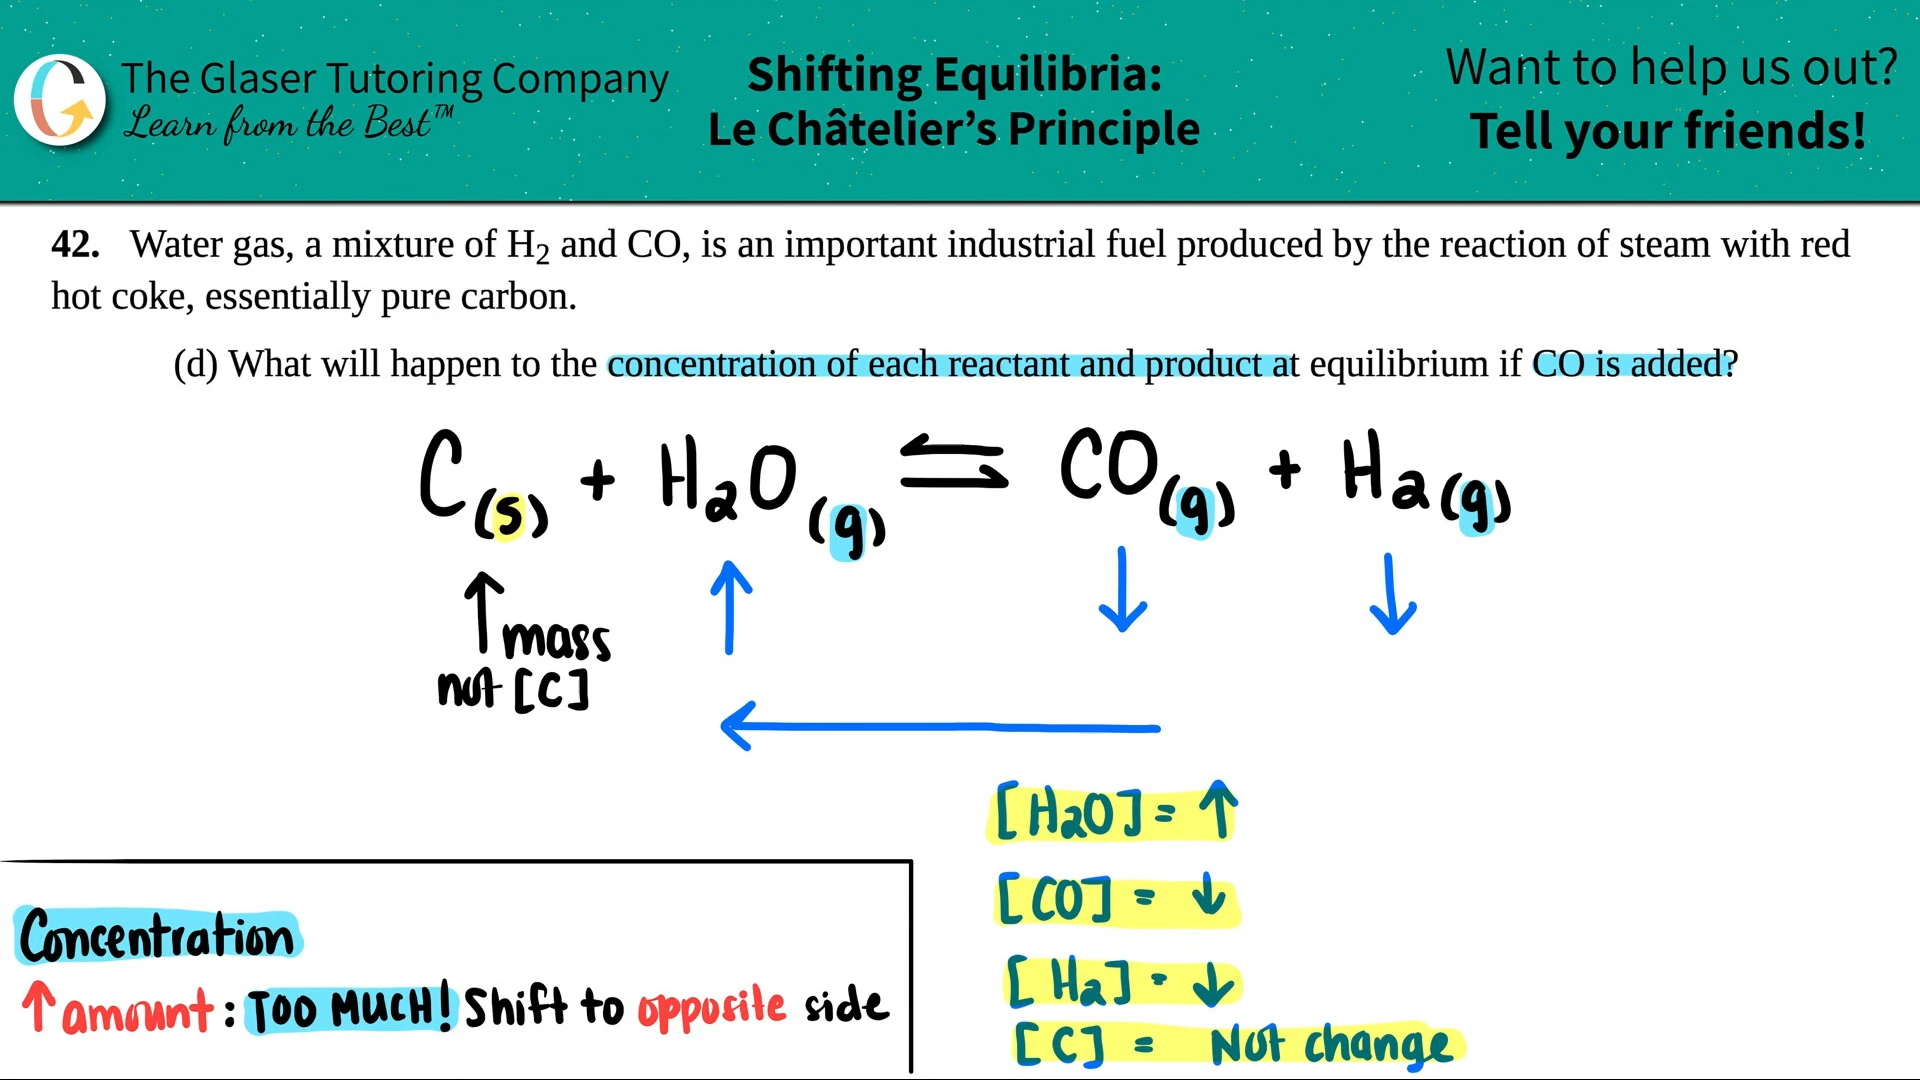 The Glaser Tutoring Company
Learn from the Best™
Shifting Equilibria:
Le Châtelier's Principle
Want to help us out?
Tell your friends!
42. Water gas, a mixture of H₂ and CO, is an important industrial fuel produced by the reaction of steam with red
hot coke, essentially pure carbon.
(d) What will happen to the concentration of each reactant and product at equilibrium if CO is added?
C(s) + H₂O(g) ⇌ CO(g) + H₂(g)
↑ mass ↑ ↓ ↓
not [C]
←
[H₂O] = ↑
[CO] = ↓
[H₂] = ↓
[C] = Not change
Concentration
↑ amount: TOO MUCH! Shift to opposite side